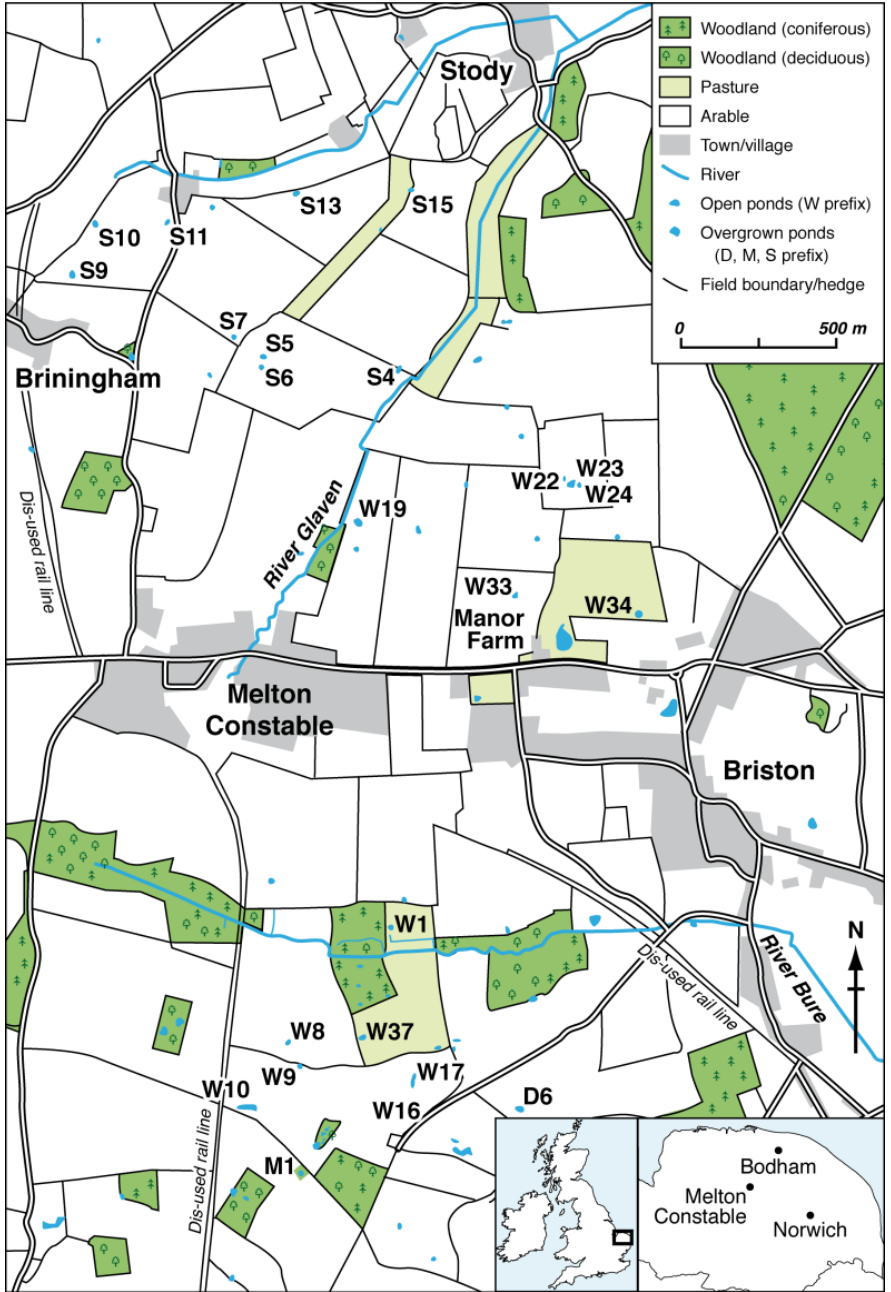 Woodland (coniferous)
Woodland (deciduous)
Pasture
Arable
Town/village
River
Open ponds (W prefix)
Overgrown ponds
(D, M, S prefix)
Field boundary/hedge
0 500 m
Stody
S13
S15
S10
S11
S9
S7
S5
S6
S4
Briningham
Dis-used rail line
River Glaven
W19
W22
W23
W24
W33
Manor
Farm
W34
Melton
Constable
Briston
W1
River Bure
N
Dis-used rail line
W8
W37
W9
W17
W10
W16
D6
M1
Dis-used rail line
Bodham
Melton
Constable
Norwich